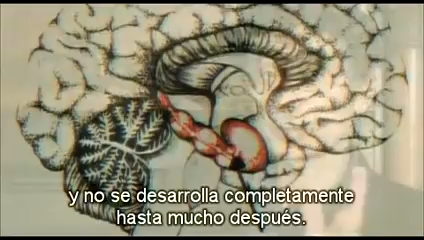 y no se desarrolla completamente
hasta mucho después.